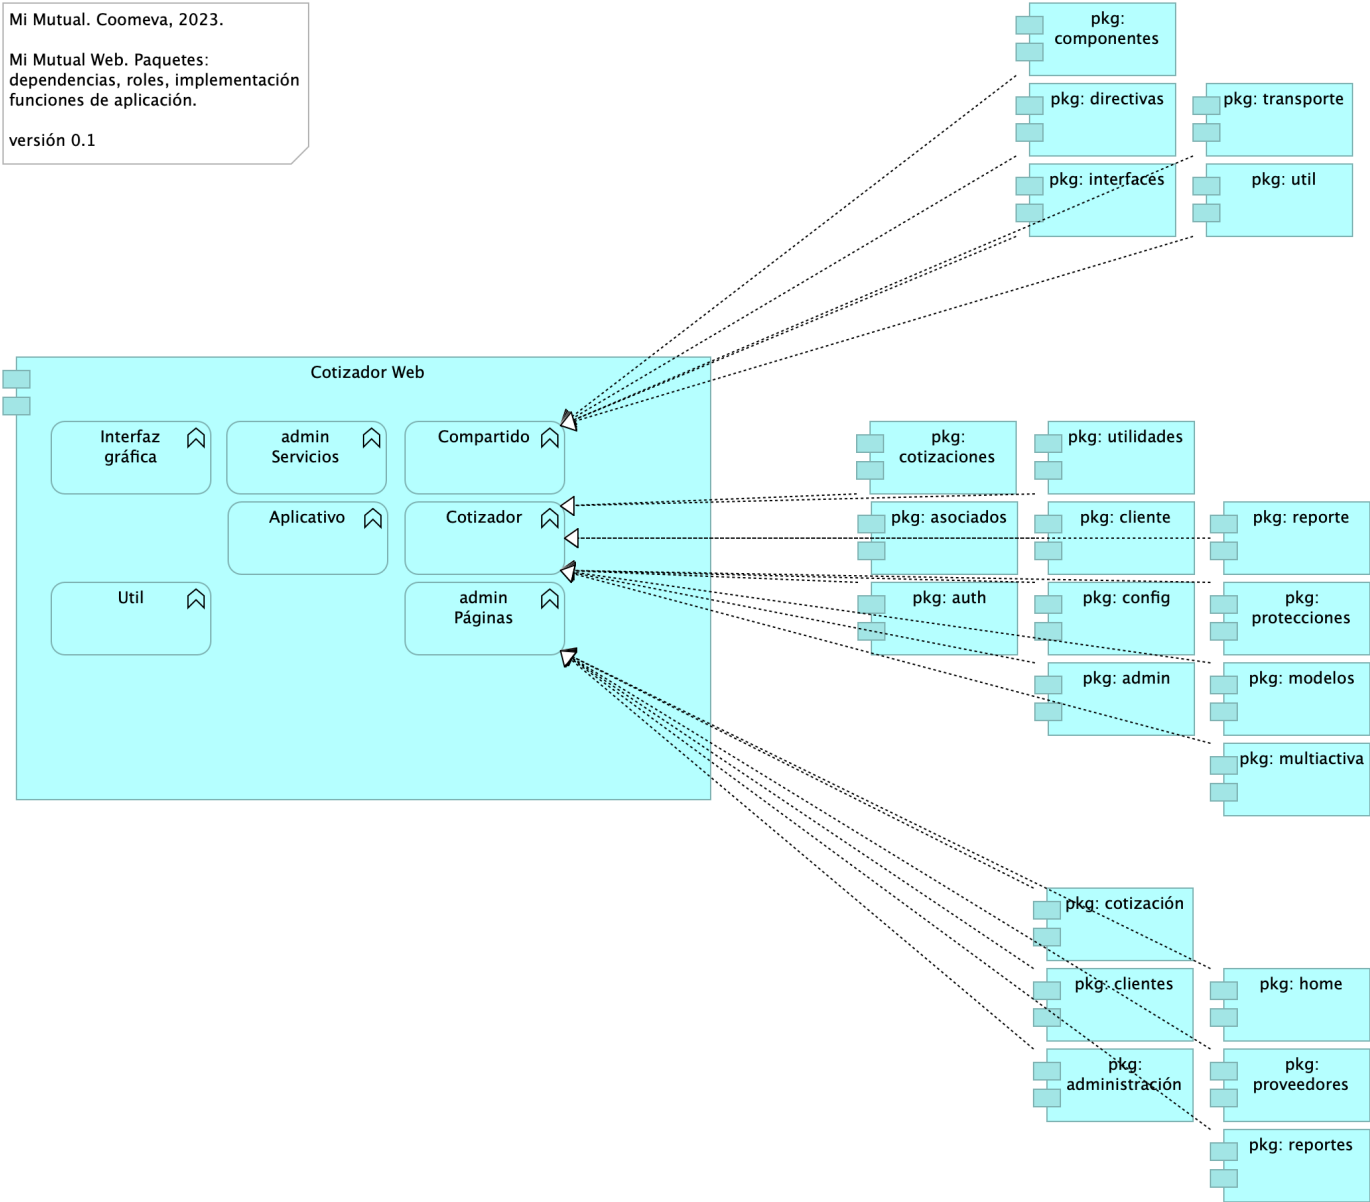 Mi Mutual. Coomeva, 2023.
Mi Mutual Web. Paquetes:
dependencias, roles, implementación
funciones de aplicación.
versión 0.1
pkg:
componentes
pkg: directivas
pkg: transporte
pkg: interfaces
pkg: util
Cotizador Web
Interfaz
gráfica
admin
Servicios
Compartido
Aplicativo
Cotizador
Util
admin
Páginas
pkg:
cotizaciones
pkg: utilidades
pkg: asociados
pkg: cliente
pkg: reporte
pkg: auth
pkg: config
pkg:
protecciones
pkg: admin
pkg: modelos
pkg: multiactiva
pkg: cotización
pkg: clientes
pkg: home
pkg:
administración
pkg:
proveedores
pkg: reportes